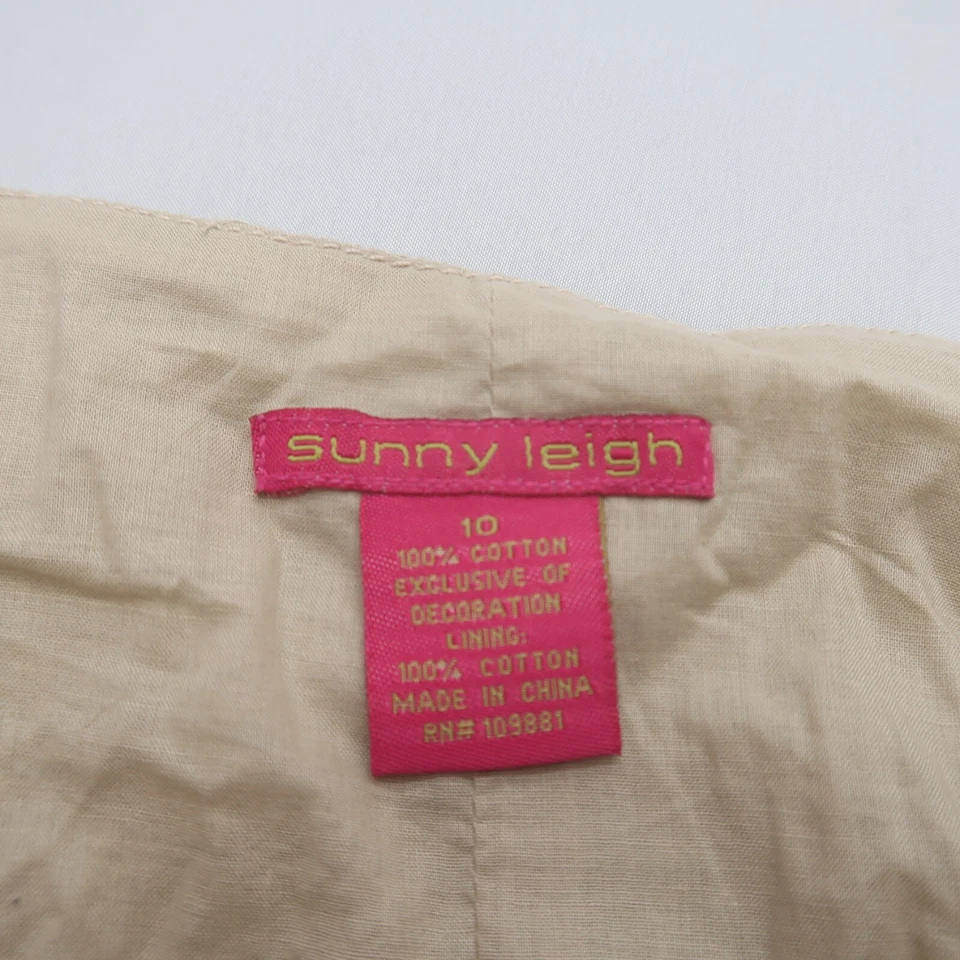 sunny leigh
10
100% COTTON
EXCLUSIVE OF
DECORATION
LINING:
100% COTTON
MADE IN CHINA
RN# 109881